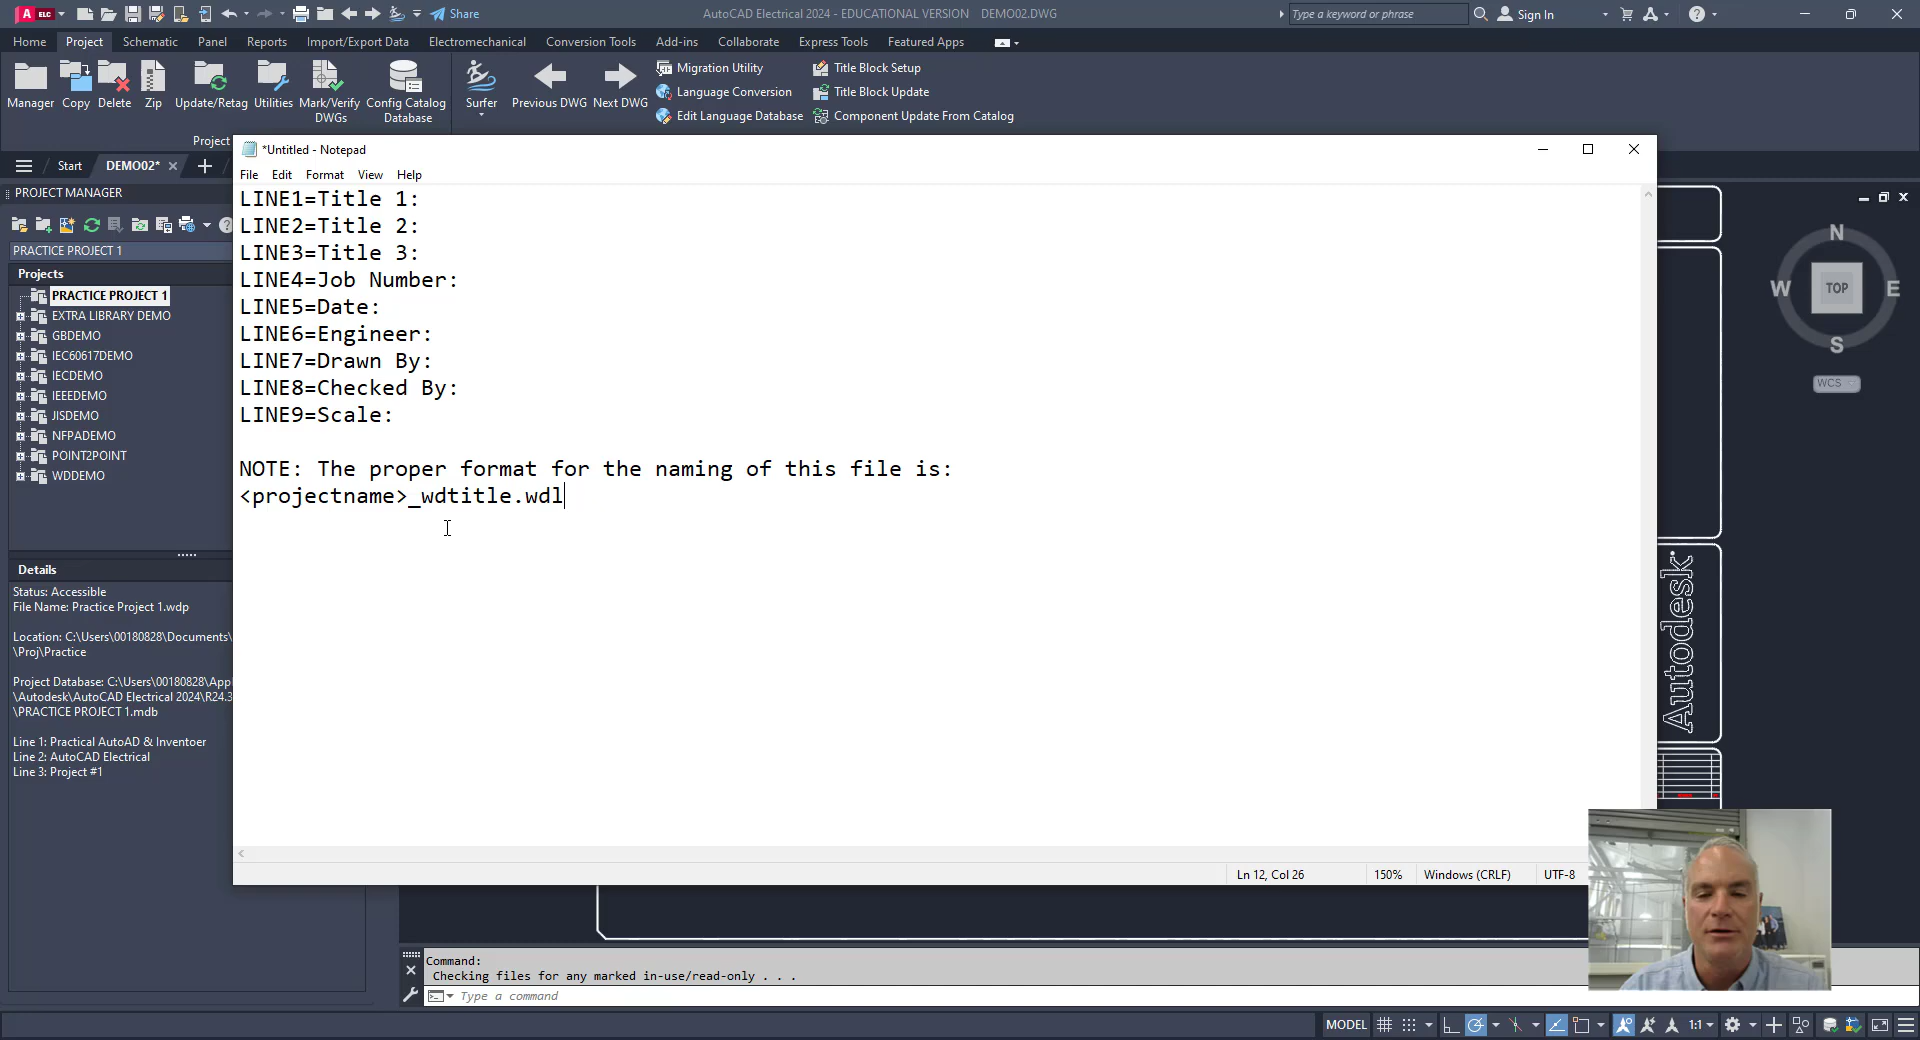 A ELC
Share
AutoCAD Electrical 2024 - EDUCATIONAL VERSION DEMO02.DWG
Type a keyword or phrase
Sign In
Home Project Schematic Panel Reports Import/Export Data Electromechanical Conversion Tools Add-ins Collaborate Express Tools Featured Apps
Manager Copy Delete Zip Update/Retag Utilities Mark/Verify DWGs Config Catalog Database
Surfer Previous DWG Next DWG
Migration Utility
Language Conversion
Edit Language Database
Title Block Setup
Title Block Update
Component Update From Catalog
Project
Start DEMO02*
PROJECT MANAGER
PRACTICE PROJECT 1
Projects
PRACTICE PROJECT 1
EXTRA LIBRARY DEMO
GBDEMO
IEC60617DEMO
IECDEMO
IEEEDEMO
JISDEMO
NFPADEMO
POINT2POINT
WDDEMO
Details
Status: Accessible
File Name: Practice Project 1.wdp
Location: C:\Users\00180828\Documents\
\Proj\Practice
Project Database: C:\Users\00180828\App
\Autodesk\AutoCAD Electrical 2024\R24.3
\PRACTICE PROJECT 1.mdb
Line 1: Practical AutoAD & Inventoer
Line 2: AutoCAD Electrical
Line 3: Project #1
*Untitled - Notepad
File Edit Format View Help
LINE1=Title 1:
LINE2=Title 2:
LINE3=Title 3:
LINE4=Job Number:
LINE5=Date:
LINE6=Engineer:
LINE7=Drawn By:
LINE8=Checked By:
LINE9=Scale:
NOTE: The proper format for the naming of this file is:
<projectname>_wdtitle.wdl
Ln 12, Col 26 150% Windows (CRLF) UTF-8
N
W TOP E
S
WCS
Autodesk
Command:
Checking files for any marked in-use/read-only . . .
Type a command
MODEL 1:1